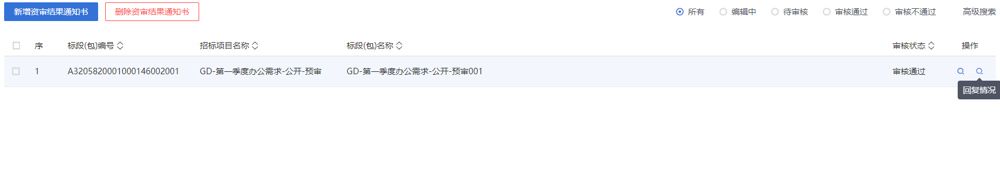 新增资审结果通知书 删除资审结果通知书 所有 编辑中 待审核 审核通过 审核不通过 高级搜索
序 标段(包)编号 招标项目名称 标段(包)名称 审核状态 操作
1 A3205820001000146002001 GD-第一季度办公需求-公开-预审 GD-第一季度办公需求-公开-预审001 审核通过
回复情况